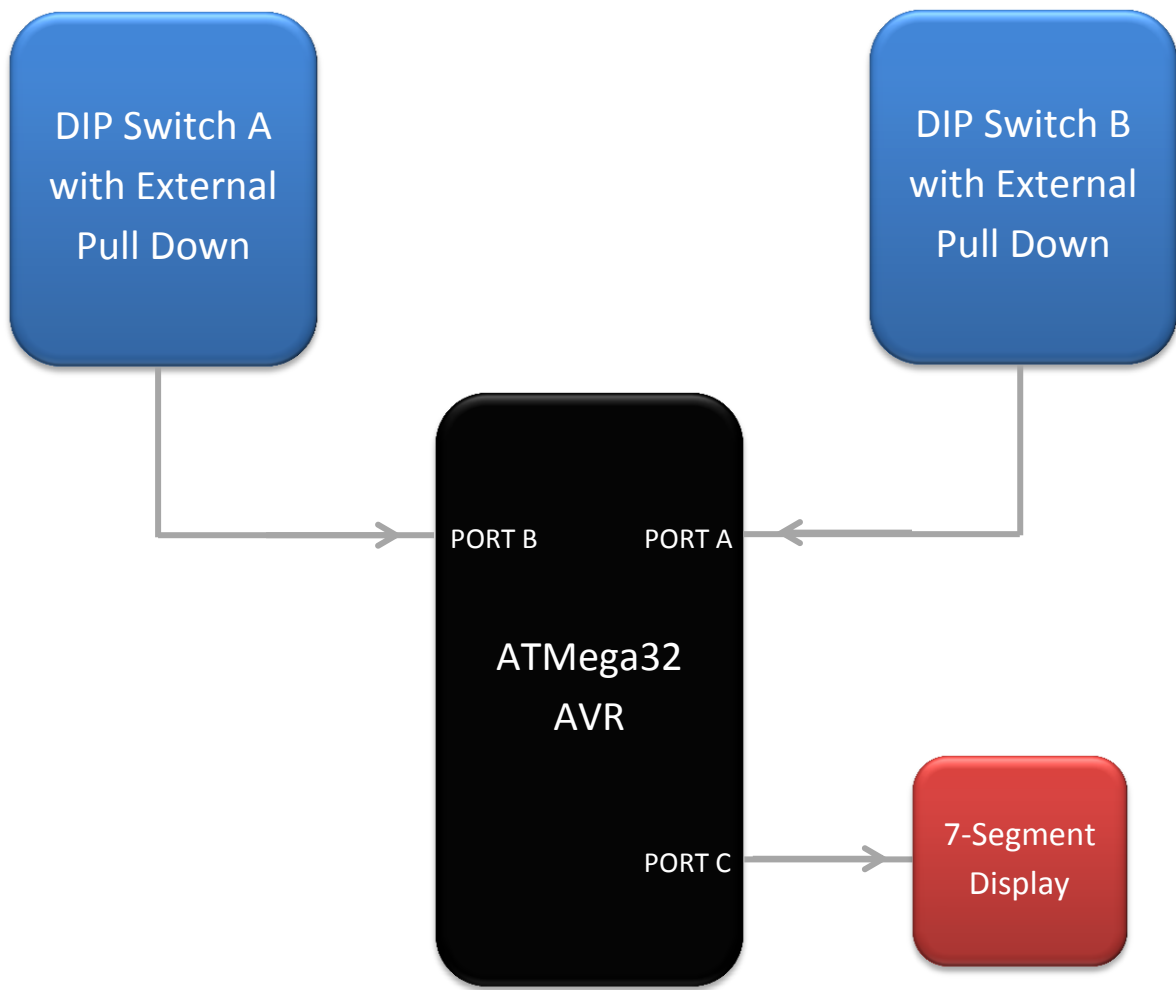 DIP Switch A
with External
Pull Down
DIP Switch B
with External
Pull Down
PORT B
PORT A
ATMega32
AVR
PORT C
7-Segment
Display